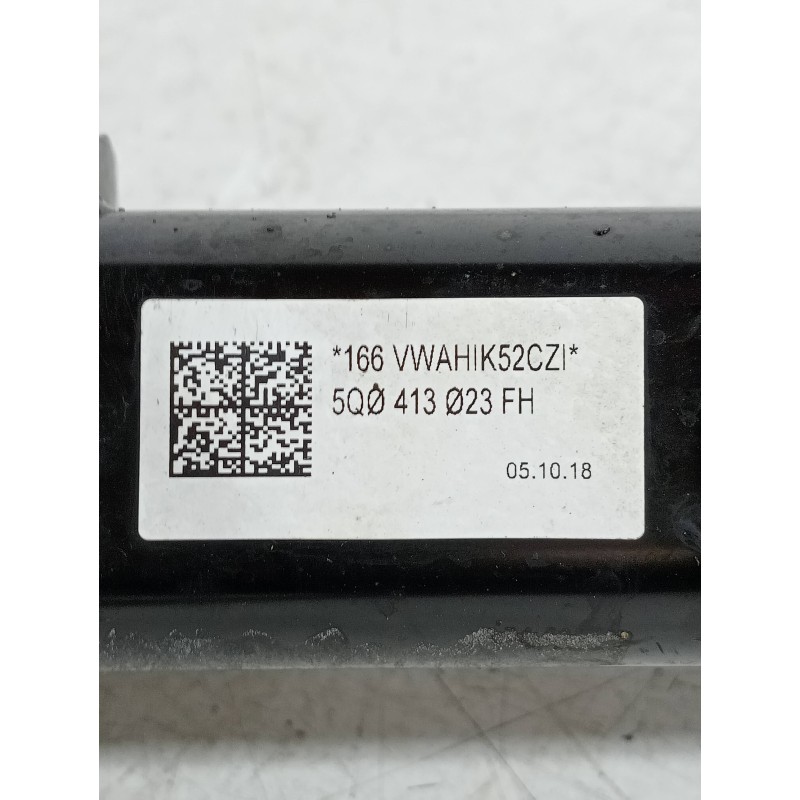 *166 VWAHIK52CZI*
5QØ 413 Ø23 FH
05.10.18